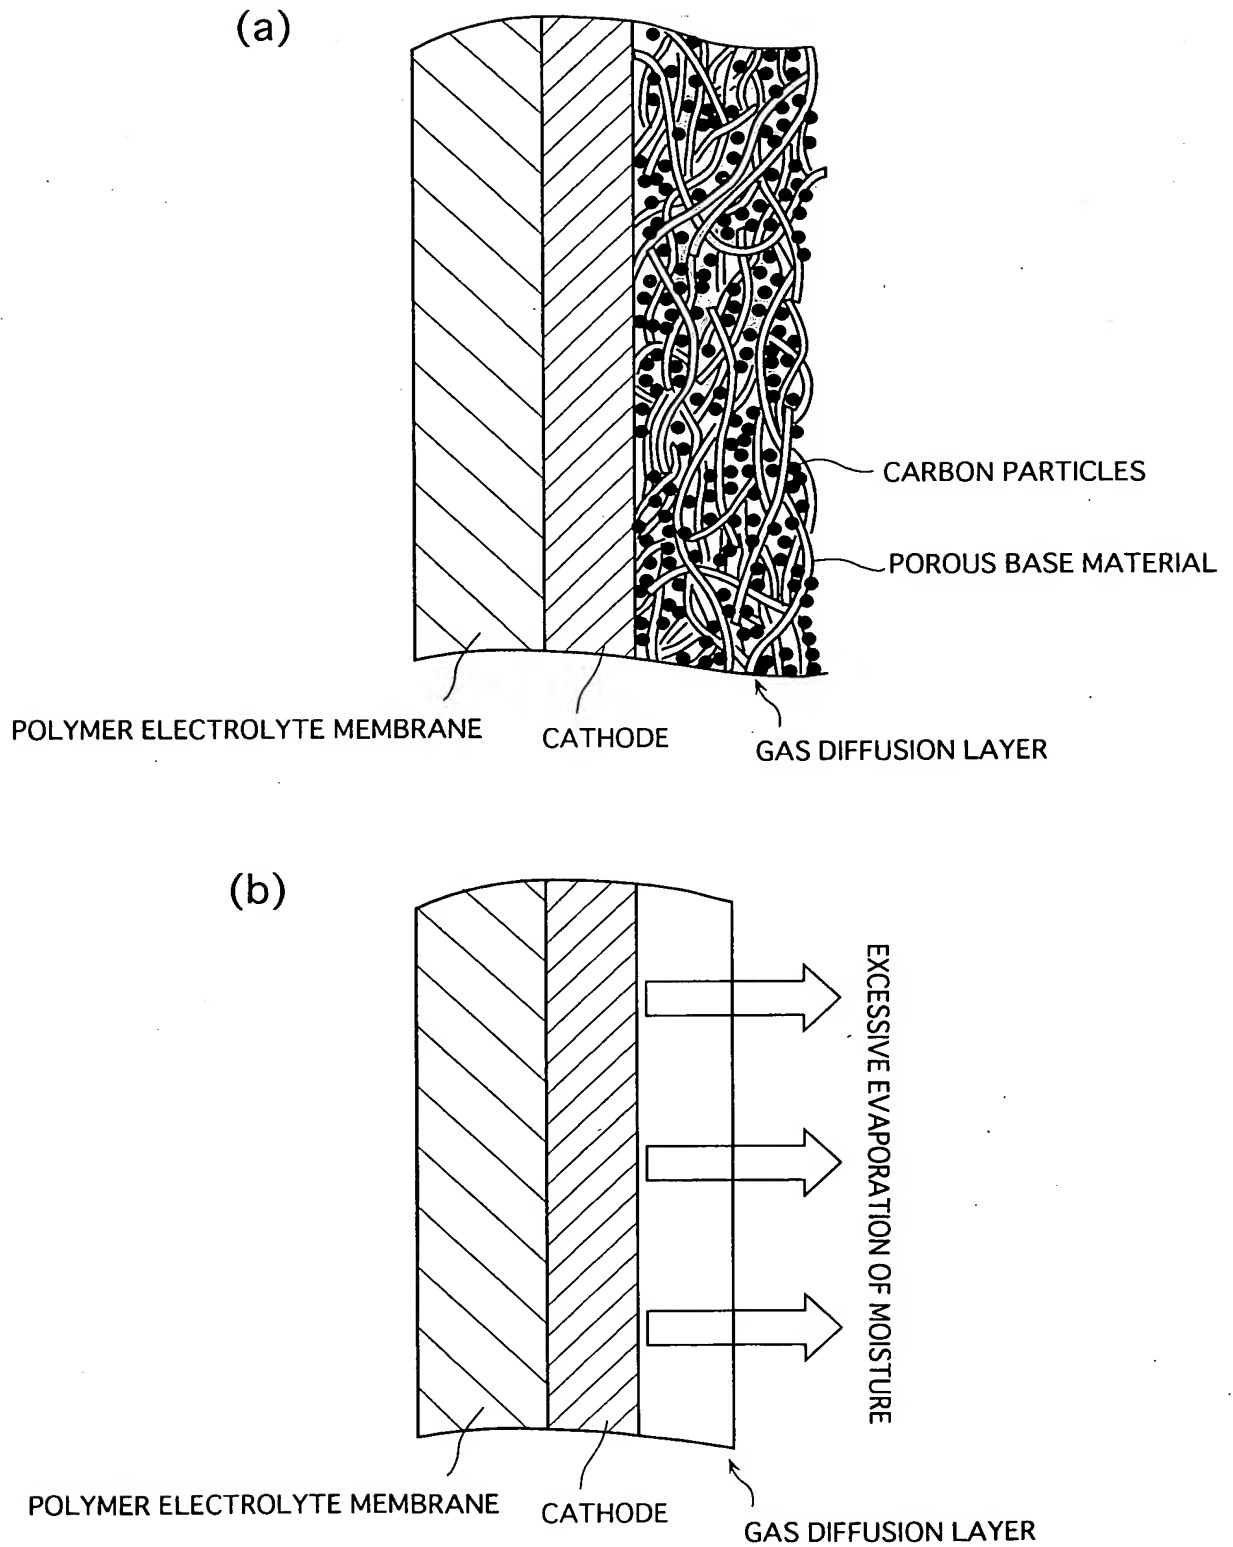 (a)
CARBON PARTICLES
POROUS BASE MATERIAL
POLYMER ELECTROLYTE MEMBRANE
CATHODE
GAS DIFFUSION LAYER
(b)
EXCESSIVE EVAPORATION OF MOISTURE
POLYMER ELECTROLYTE MEMBRANE
CATHODE
GAS DIFFUSION LAYER